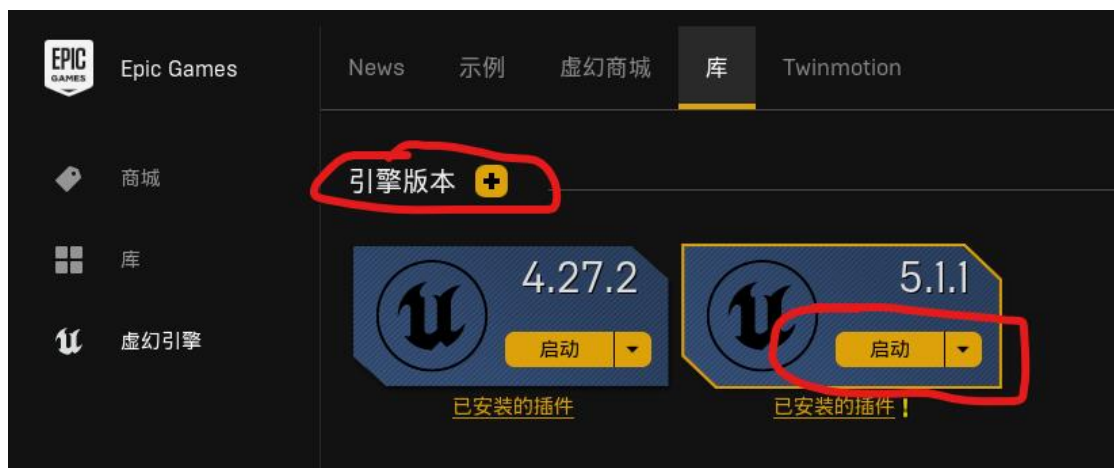 EPIC GAMES
Epic Games
News 示例 虚幻商城 库 Twinmotion
商城
库
虚幻引擎
引擎版本 +
4.27.2
启动
已安装的插件
5.1.1
启动
已安装的插件 !